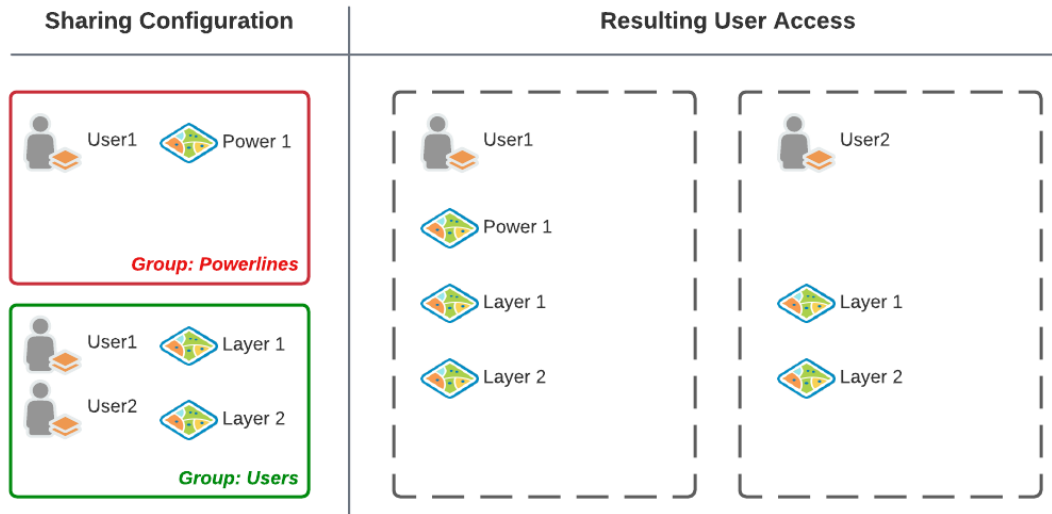 Sharing Configuration
Resulting User Access
User1
Power 1
Group: Powerlines
User1
Layer 1
User2
Layer 2
Group: Users
User1
Power 1
Layer 1
Layer 2
User2
Layer 1
Layer 2